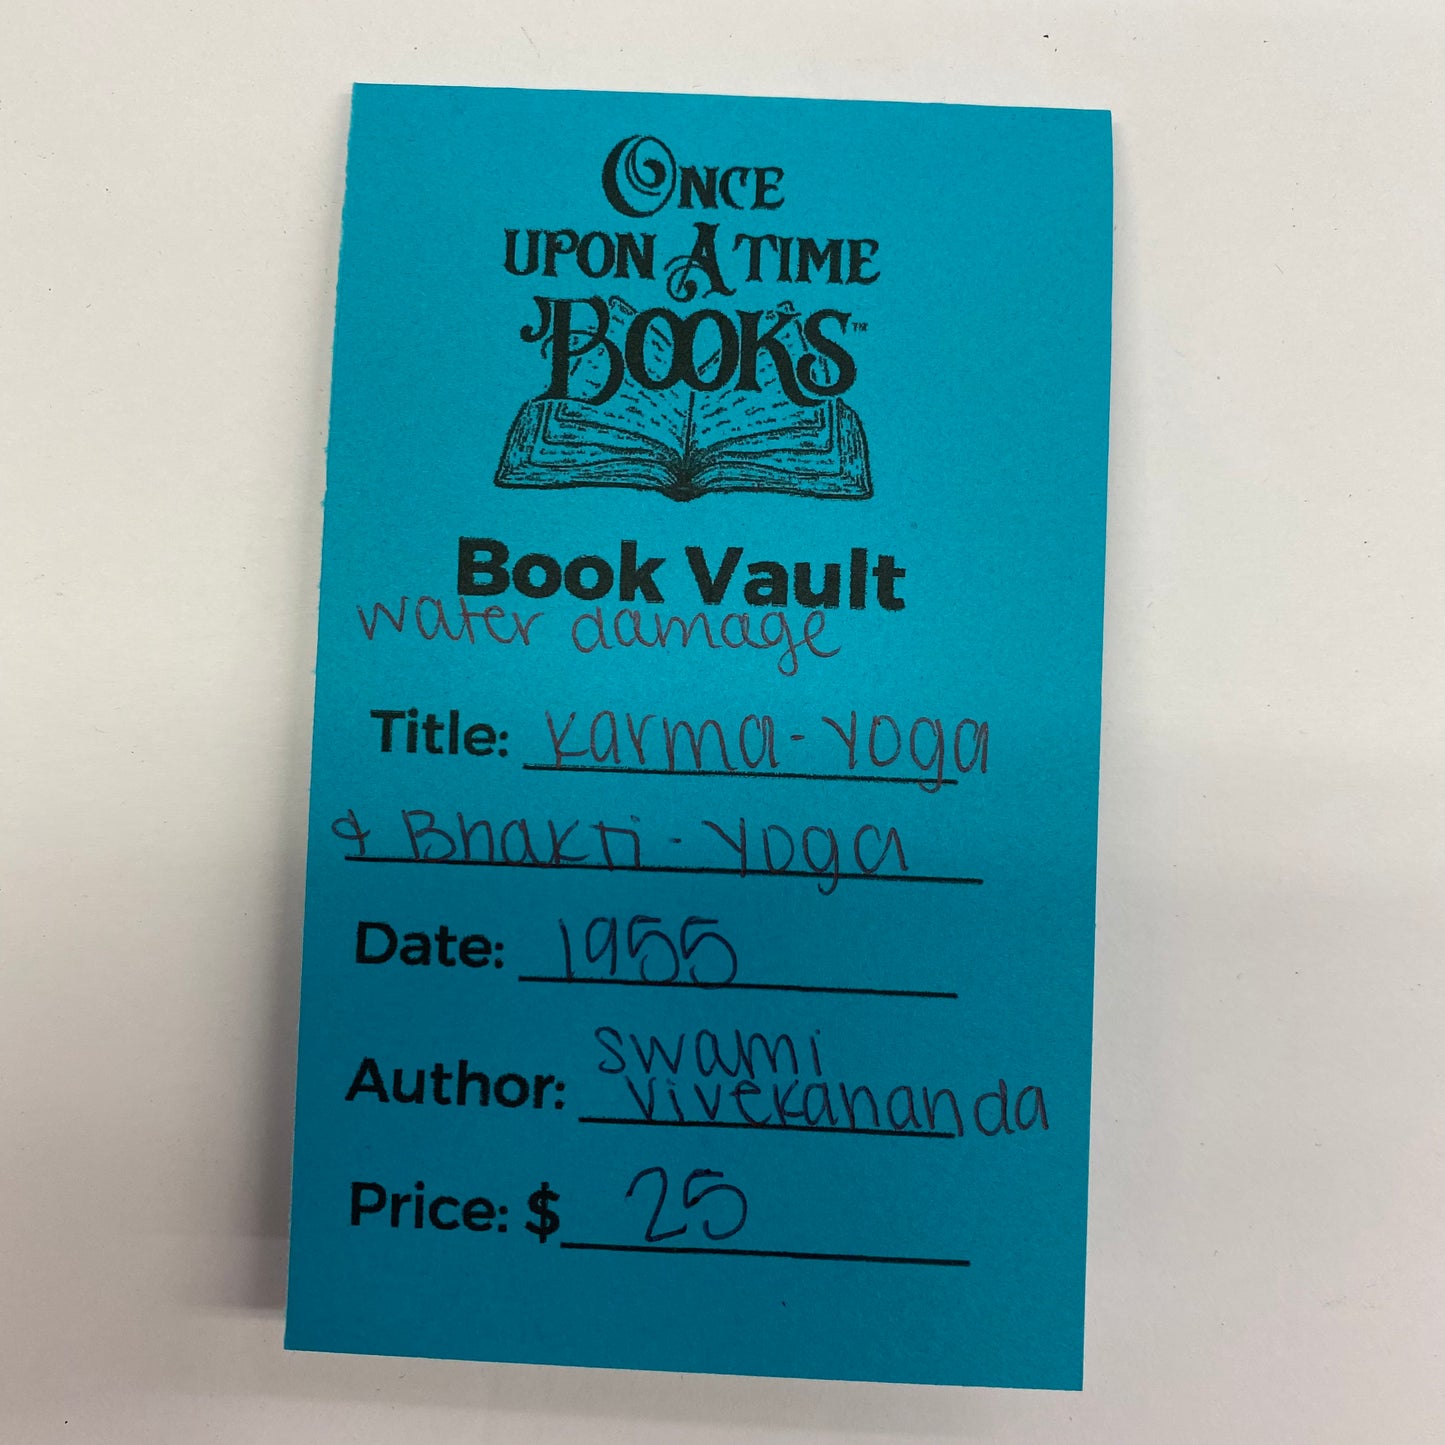 ONCE
UPON A TIME
BOOKS™
Book Vault
water damage
Title: Karma-Yoga
& Bhakti-Yoga
Date: 1955
Author: Swami
Vivekananda
Price: $ 25